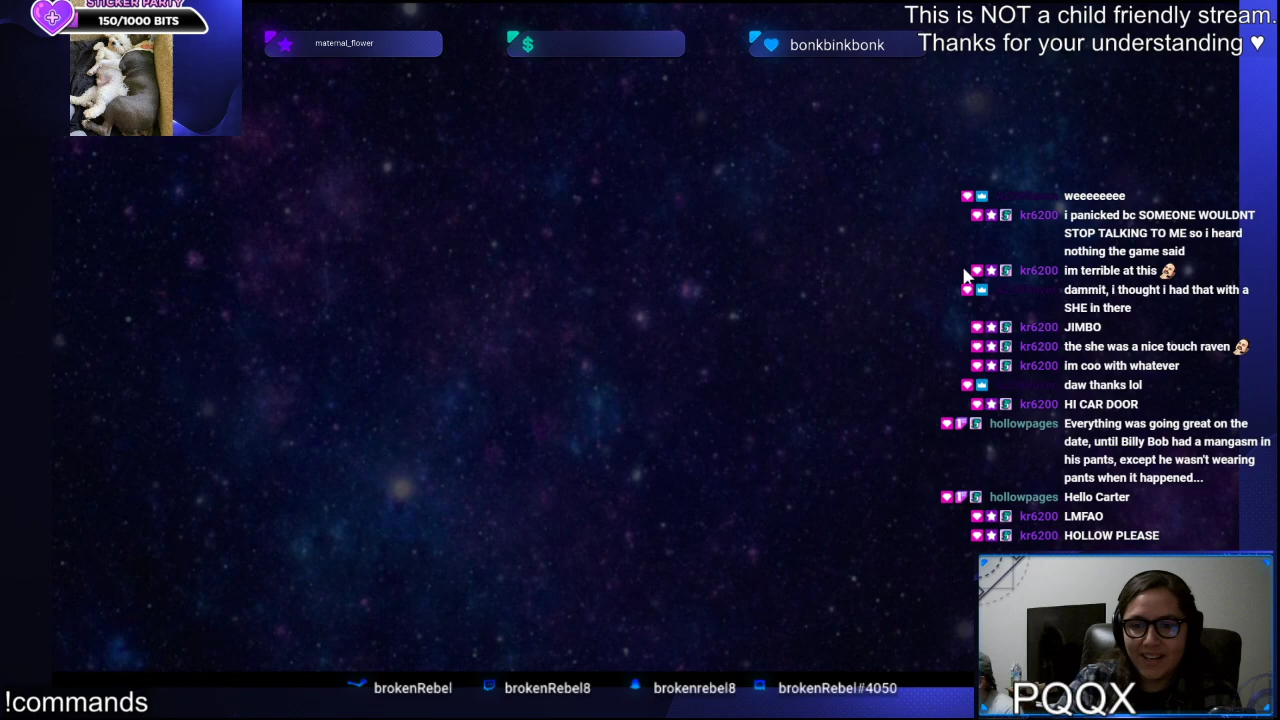 STICKER PARTY
150/1000 BITS
maternal_flower
$
bonkbinkbonk
This is NOT a child friendly stream.
Thanks for your understanding ♥
weeeeeeee
kr6200 i panicked bc SOMEONE WOULDNT
STOP TALKING TO ME so i heard
nothing the game said
kr6200 im terrible at this
dammit, i thought i had that with a
SHE in there
kr6200 JIMBO
kr6200 the she was a nice touch raven
kr6200 im coo with whatever
daw thanks lol
kr6200 HI CAR DOOR
hollowpages Everything was going great on the
date, until Billy Bob had a mangasm in
his pants, except he wasn't wearing
pants when it happened...
hollowpages Hello Carter
kr6200 LMFAO
kr6200 HOLLOW PLEASE
brokenRebel
brokenRebel8
brokenrebel8
brokenRebel#4050
!commands
PQQX